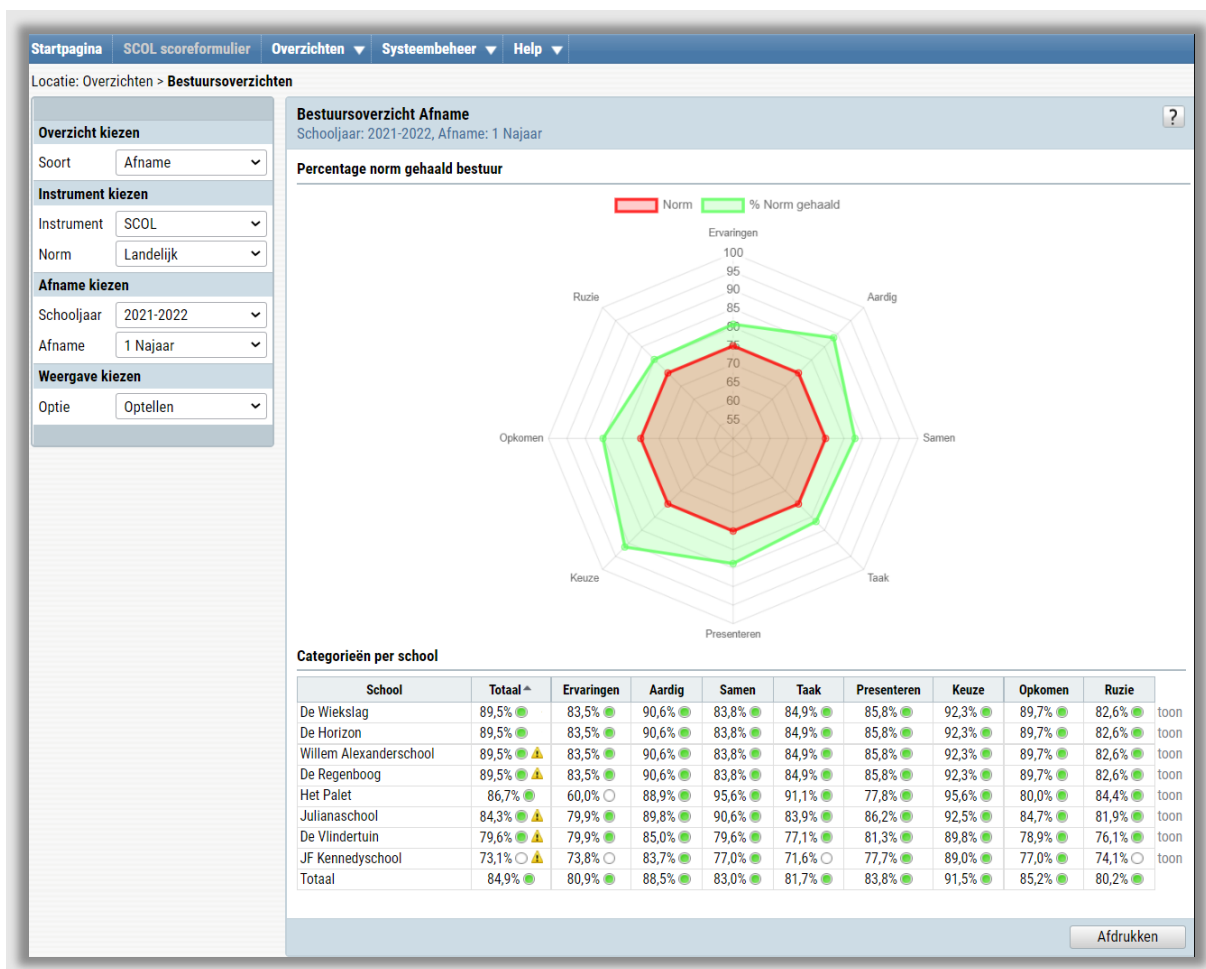 Startpagina SCOL scoreformulier Overzichten Systeembeheer Help
Locatie: Overzichten > Bestuursoverzichten
Overzicht kiezen
Soort Afname
Instrument kiezen
Instrument SCOL
Norm Landelijk
Afname kiezen
Schooljaar 2021-2022
Afname 1 Najaar
Weergave kiezen
Optie Optellen
Bestuursoverzicht Afname
?
Schooljaar: 2021-2022, Afname: 1 Najaar
Percentage norm gehaald bestuur
Norm % Norm gehaald
Ervaringen
100
95
90
Ruzie Aardig
85
80
75
70
65
60
55
Opkomen Samen
Keuze Taak
Presenteren
Categorieën per school
School Totaal Ervaringen Aardig Samen Taak Presenteren Keuze Opkomen Ruzie
De Wiekslag 89,5% 83,5% 90,6% 83,8% 84,9% 85,8% 92,3% 89,7% 82,6% toon
De Horizon 89,5% 83,5% 90,6% 83,8% 84,9% 85,8% 92,3% 89,7% 82,6% toon
Willem Alexanderschool 89,5% 83,5% 90,6% 83,8% 84,9% 85,8% 92,3% 89,7% 82,6% toon
De Regenboog 89,5% 83,5% 90,6% 83,8% 84,9% 85,8% 92,3% 89,7% 82,6% toon
Het Palet 86,7% 60,0% 88,9% 95,6% 91,1% 77,8% 95,6% 80,0% 84,4% toon
Julianaschool 84,3% 79,9% 89,8% 90,6% 83,9% 86,2% 92,5% 84,7% 81,9% toon
De Vlindertuin 79,6% 79,9% 85,0% 79,6% 77,1% 81,3% 89,8% 78,9% 76,1% toon
JF Kennedyschool 73,1% 73,8% 83,7% 77,0% 71,6% 77,7% 89,0% 77,0% 74,1% toon
Totaal 84,9% 80,9% 88,5% 83,0% 81,7% 83,8% 91,5% 85,2% 80,2%
Afdrukken